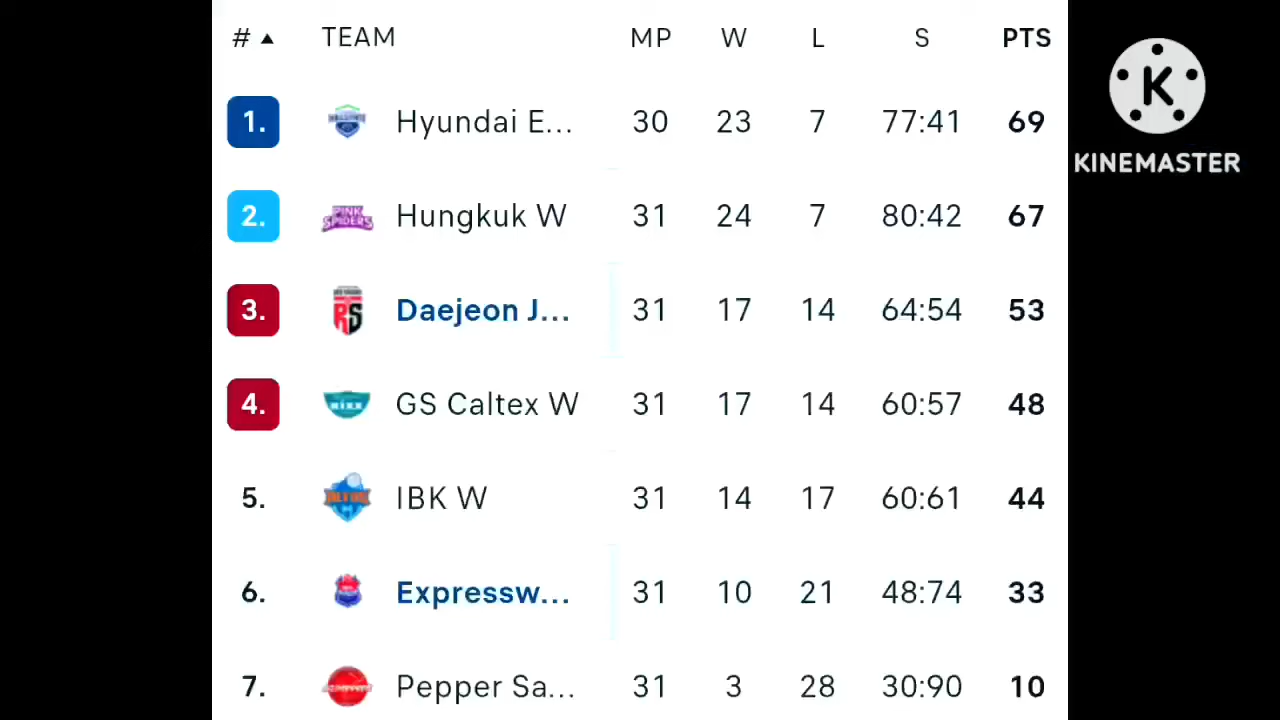 # ▲ TEAM MP W L S PTS
1. Hyundai E... 30 23 7 77:41 69
2. PINK SPIDERS Hungkuk W 31 24 7 80:42 67
3. RS Daejeon J... 31 17 14 64:54 53
4. GS Caltex W 31 17 14 60:57 48
5. IBK W 31 14 17 60:61 44
6. Expressw... 31 10 21 48:74 33
7. Pepper Sa... 31 3 28 30:90 10
K
KINEMASTER